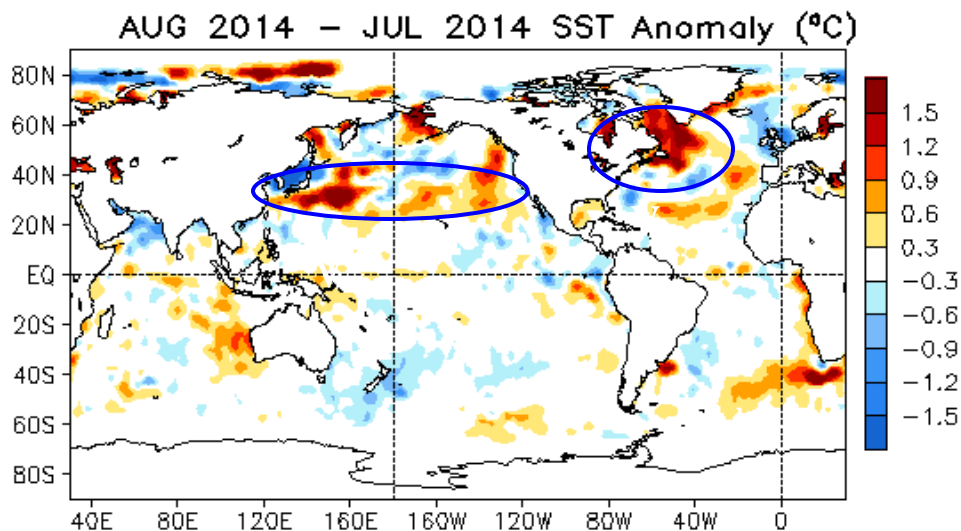 AUG 2014 – JUL 2014 SST Anomaly (°C)
80N
60N
40N
20N
EQ
20S
40S
60S
80S
40E 80E 120E 160E 160W 120W 80W 40W 0
1.5
1.2
0.9
0.6
0.3
−0.3
−0.6
−0.9
−1.2
−1.5